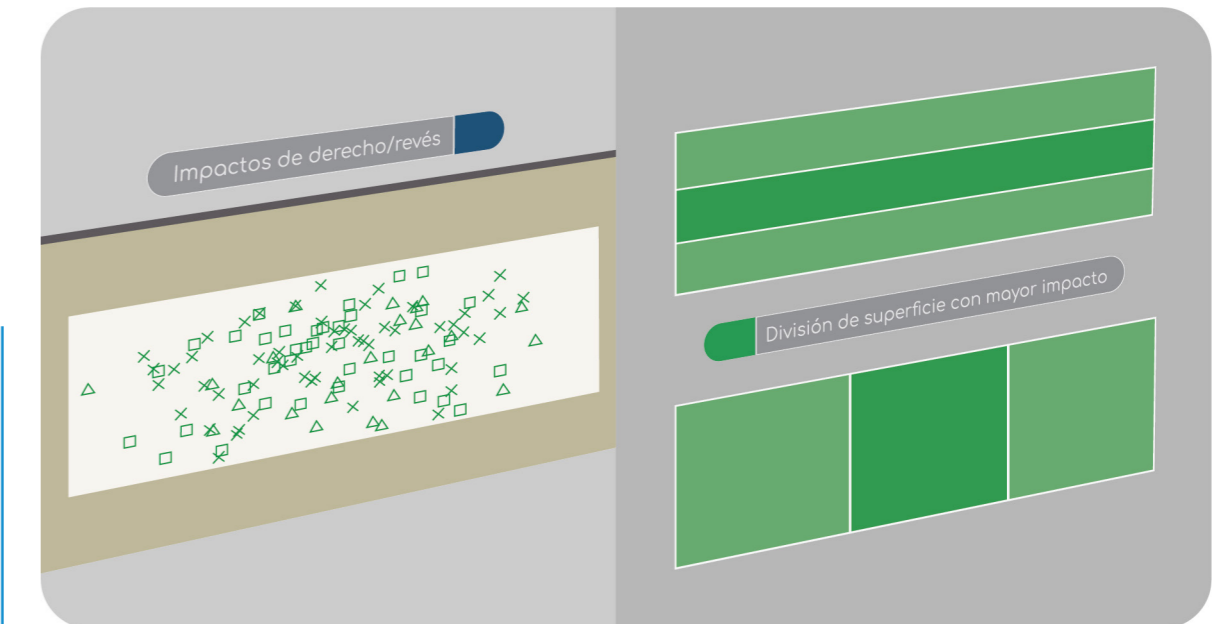 Impactos de derecho/revés
División de superficie con mayor impacto